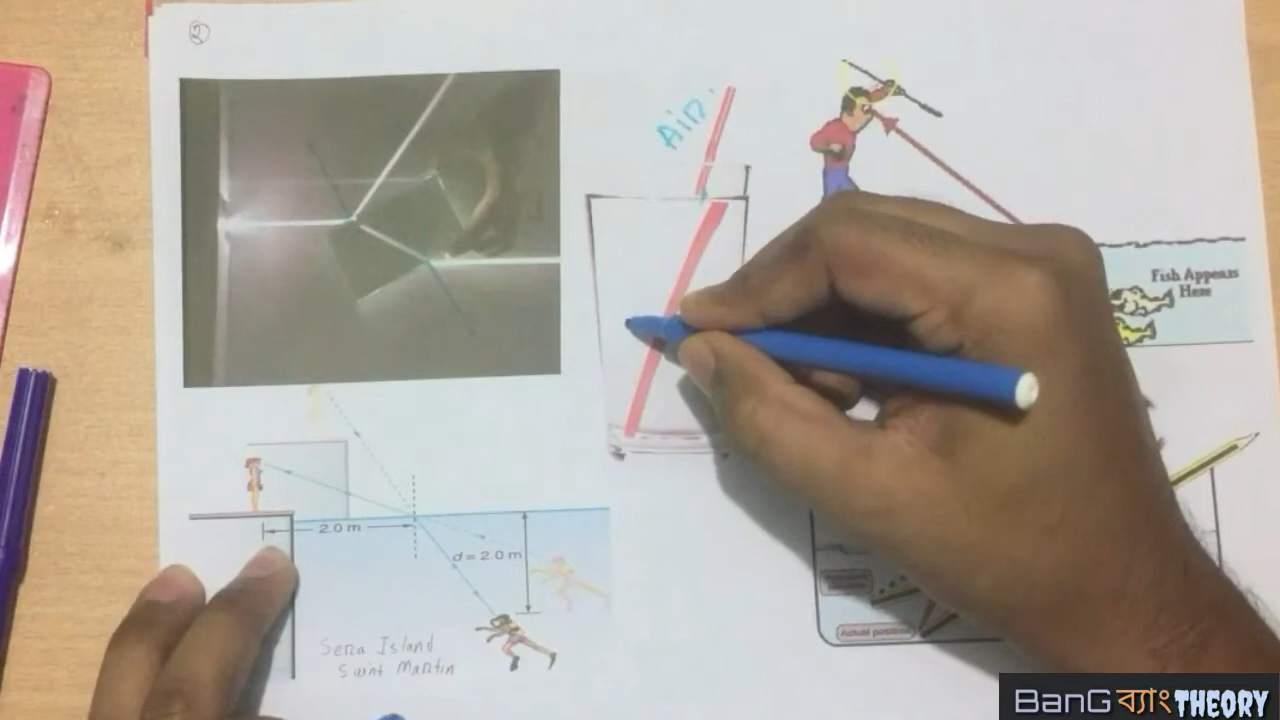 2
AiR
Fish Appears
Here
2.0 m
d = 2.0 m
Sena Island
Saint Martin
Actual position
BanG ব্যাংTHEORY